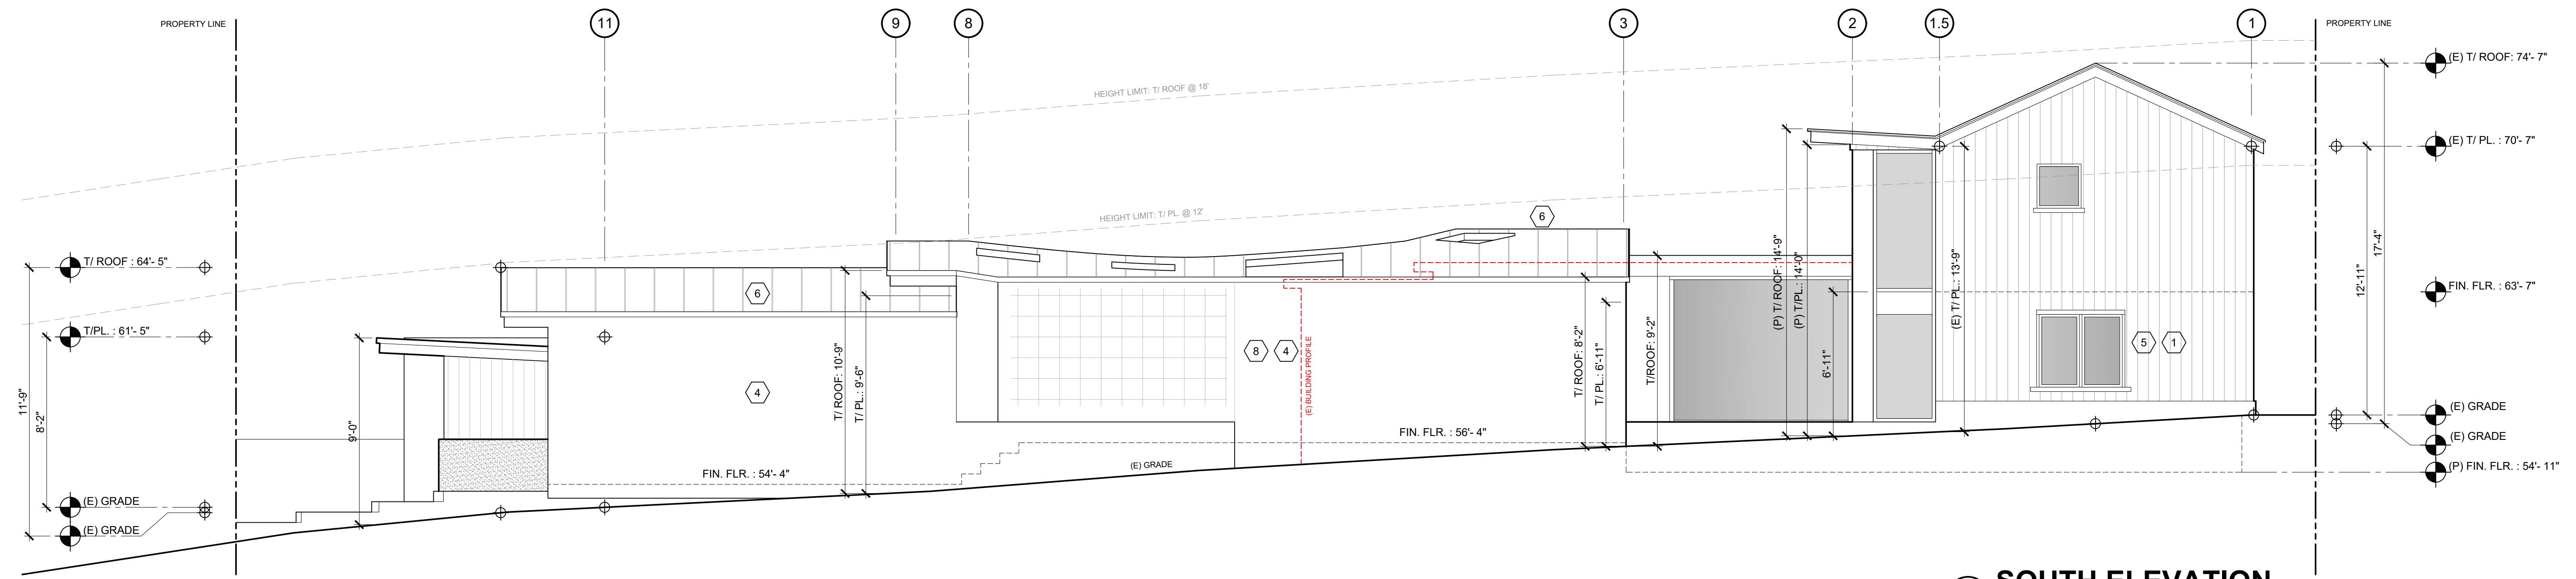 PROPERTY LINE
11
9
8
3
2
1.5
1
PROPERTY LINE
(E) T/ ROOF: 74'- 7"
HEIGHT LIMIT: T/ ROOF @ 18'
(E) T/ PL. : 70'- 7"
HEIGHT LIMIT: T/ PL. @ 12'
6
T/ ROOF : 64'- 5"
6
FIN. FLR. : 63'- 7"
T/PL. : 61'- 5"
11'-9"
8'-2"
9'-0"
4
T/ ROOF: 10'-9"
T/ PL.: 9'-6"
8
4
(E) BUILDING PROFILE
T/ ROOF: 8'-2"
T/ PL.: 6'-11"
T/ROOF: 9'-2"
(P) T/ ROOF: 14'-9"
(P) T/PL.: 14'-0"
6'-11"
(E) T/ PL.: 13'-9"
5
1
12'-11"
17'-4"
(E) GRADE
FIN. FLR. : 56'- 4"
(E) GRADE
(E) GRADE
(P) FIN. FLR. : 54'- 11"
FIN. FLR. : 54'- 4"
(E) GRADE
(E) GRADE
SOUTH ELEVATION